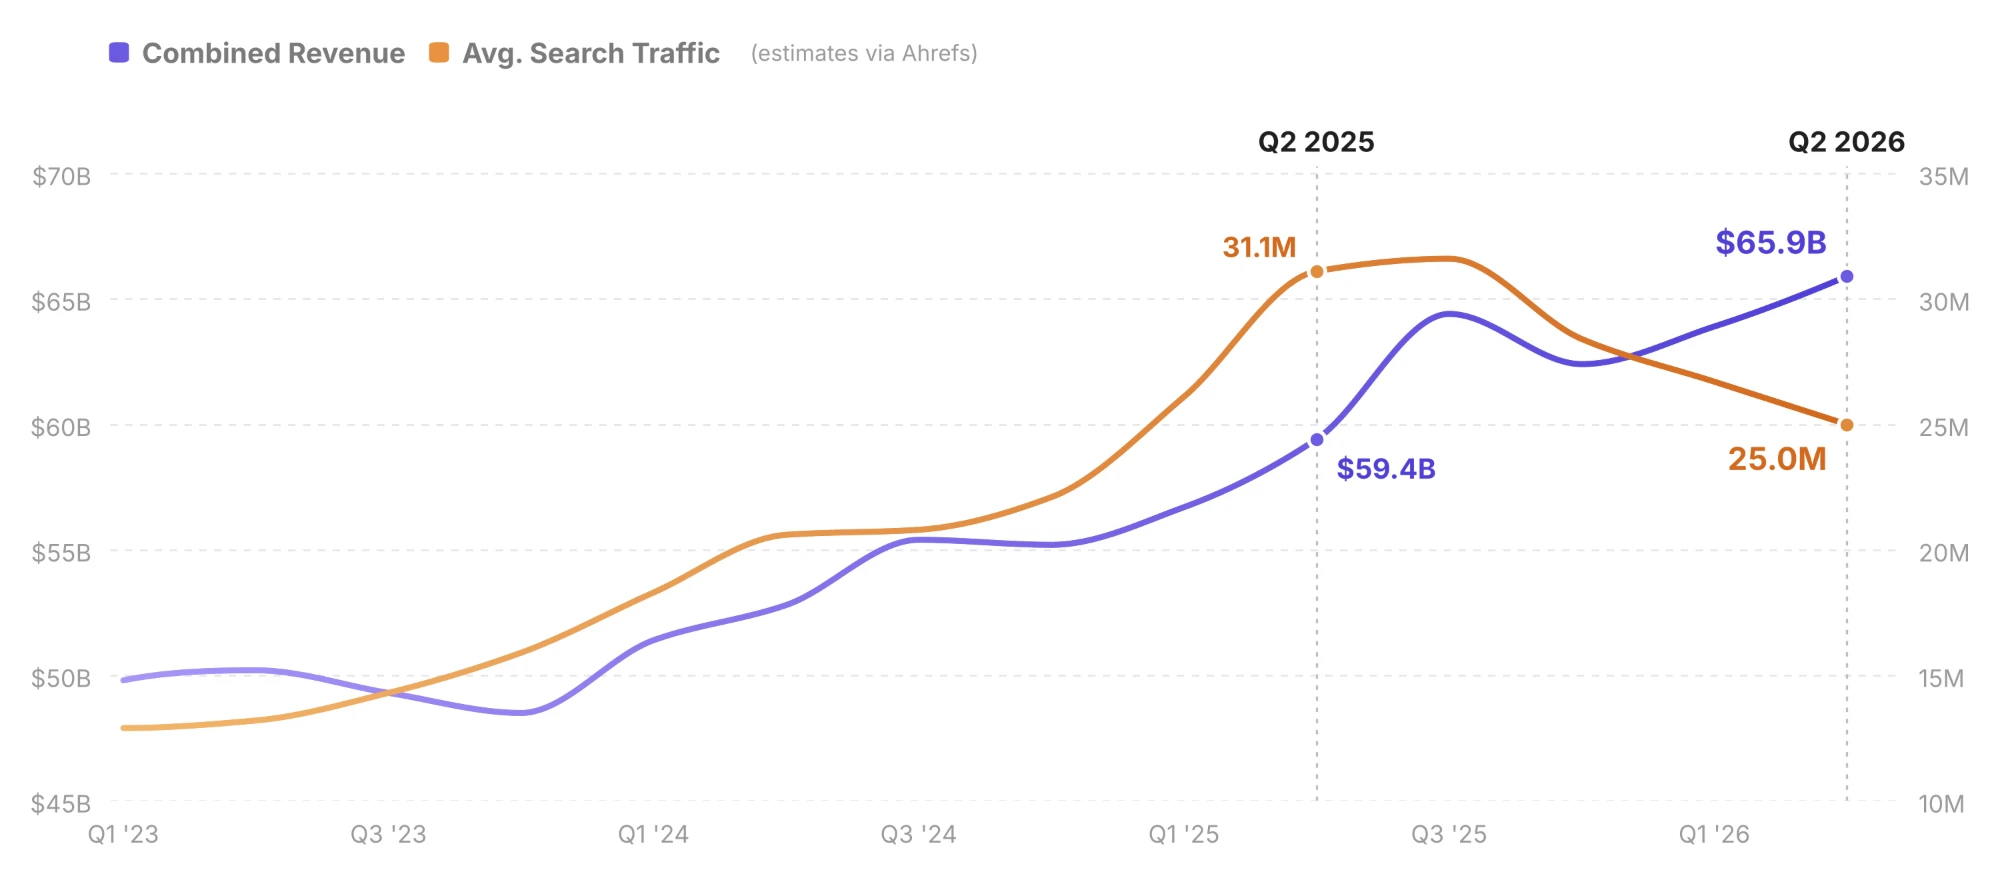 Combined Revenue Avg. Search Traffic (estimates via Ahrefs)
Q2 2025 Q2 2026
$70B 35M
31.1M $65.9B
$65B 30M
$60B 25M
$59.4B 25.0M
$55B 20M
$50B 15M
$45B 10M
Q1 '23 Q3 '23 Q1 '24 Q3 '24 Q1 '25 Q3 '25 Q1 '26